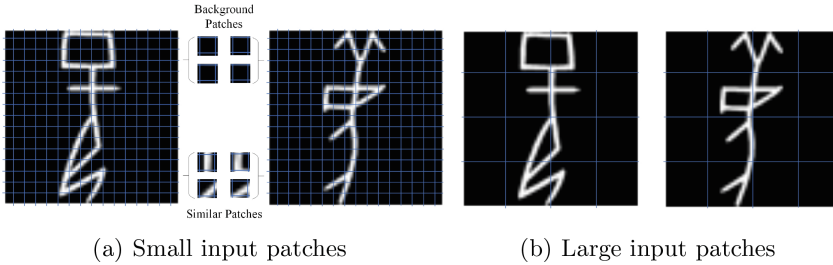 Background
Patches
Similar Patches
(a) Small input patches
(b) Large input patches